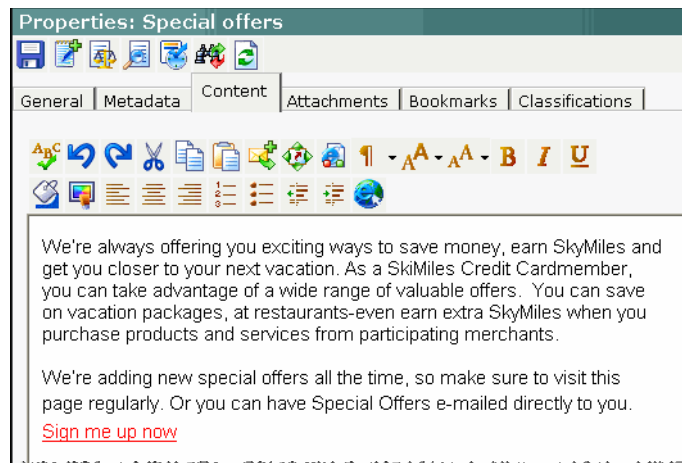 Properties: Special offers
General Metadata Content Attachments Bookmarks Classifications
ABC ¶ AA AA B I U
We're always offering you exciting ways to save money, earn SkyMiles and
get you closer to your next vacation. As a SkiMiles Credit Cardmember,
you can take advantage of a wide range of valuable offers. You can save
on vacation packages, at restaurants-even earn extra SkyMiles when you
purchase products and services from participating merchants.
We're adding new special offers all the time, so make sure to visit this
page regularly. Or you can have Special Offers e-mailed directly to you.
Sign me up now